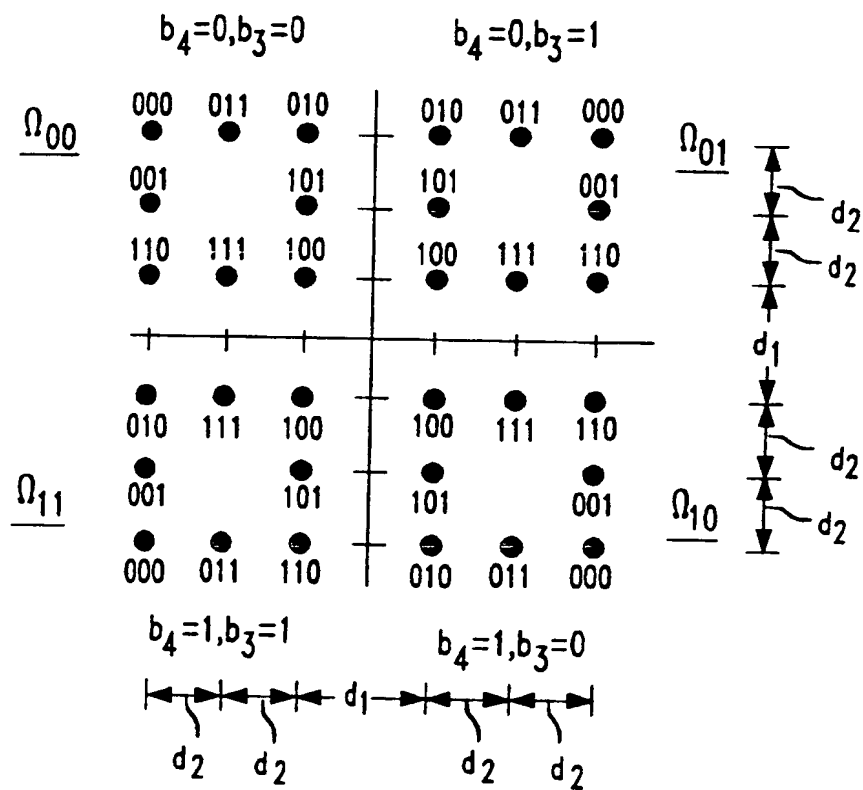 b4=0,b3=0 b4=0,b3=1
000 011 010 010 011 000
Ω00 Ω01
001 101 101 001
d2
110 111 100 100 111 110
d2
d1
010 111 100 100 111 110
d2
Ω11 001 101 101 001 Ω10
d2
000 011 110 010 011 000
b4=1,b3=1 b4=1,b3=0
d1
d2 d2 d2 d2